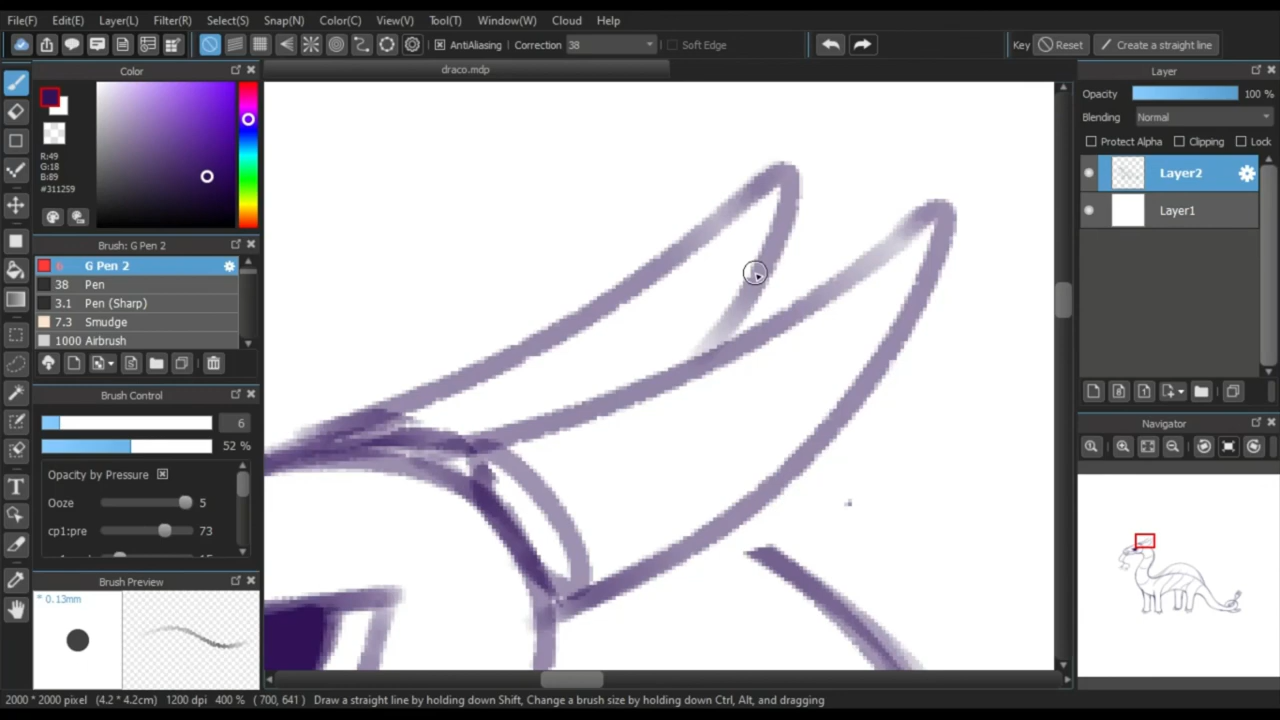 File(F) Edit(E) Layer(L) Filter(R) Select(S) Snap(N) Color(C) View(V) Tool(T) Window(W) Cloud Help
AntiAliasing Correction 38 Soft Edge Key Reset Create a straight line
Color
draco.mdp
Layer
R:49
G:18
B:89
#311259
Opacity 100 %
Blending Normal
Protect Alpha Clipping Lock
Layer2
Layer1
Brush: G Pen 2
6 G Pen 2
38 Pen
3.1 Pen (Sharp)
7.3 Smudge
1000 Airbrush
Brush Control
6
52 %
Opacity by Pressure
Ooze 5
cp1:pre 73
Navigator
Brush Preview
* 0.13mm
2000 * 2000 pixel (4.2 * 4.2cm) 1200 dpi 400 % ( 700, 641 ) Draw a straight line by holding down Shift, Change a brush size by holding down Ctrl, Alt, and dragging